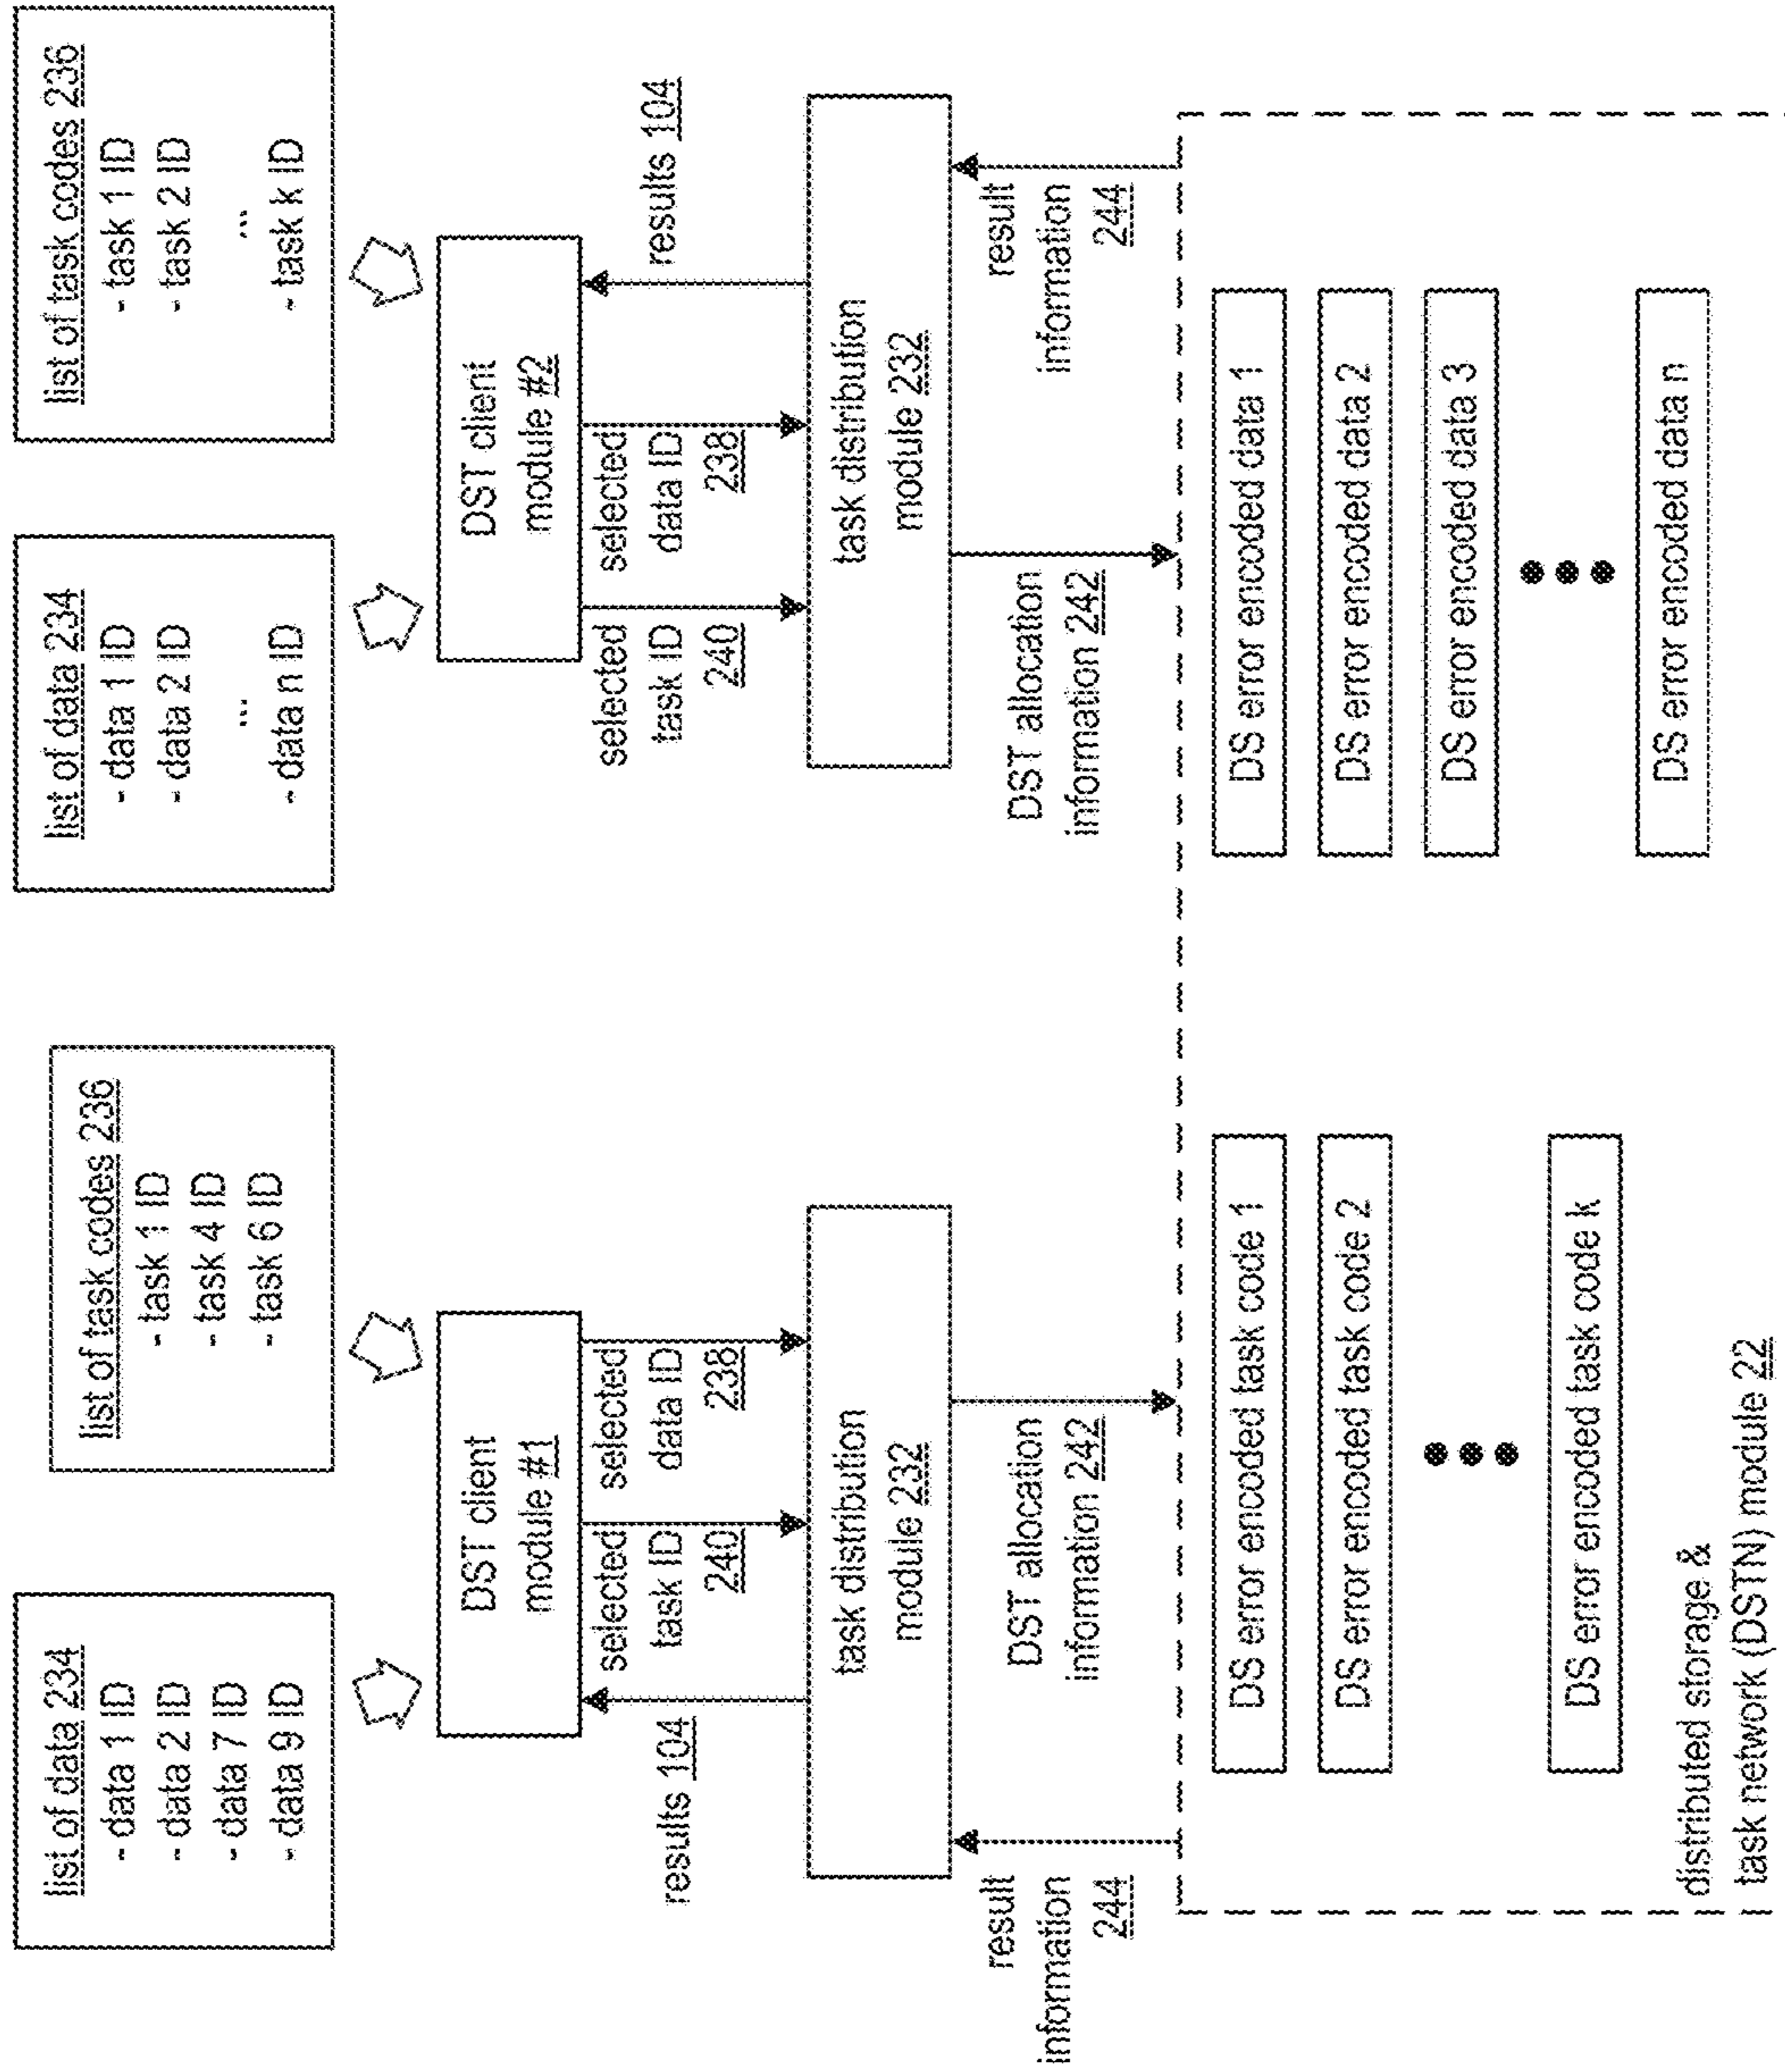 list of data 234
- data 1 ID
- data 2 ID
- data 7 ID
- data 9 ID
list of task codes 236
- task 1 ID
- task 4 ID
- task 6 ID
list of data 234
- data 1 ID
- data 2 ID
...
- data n ID
list of task codes 236
- task 1 ID
- task 2 ID
...
- task k ID
DST client
module #1
DST client
module #2
results 104
selected
task ID
240
selected
data ID
238
selected
task ID
240
selected
data ID
238
results 104
task distribution
module 232
task distribution
module 232
result
information
244
DST allocation
information 242
DST allocation
information 242
result
information
244
DS error encoded task code 1
DS error encoded task code 2
DS error encoded task code k
DS error encoded data 1
DS error encoded data 2
DS error encoded data 3
DS error encoded data n
distributed storage &
task network (DSTN) module 22